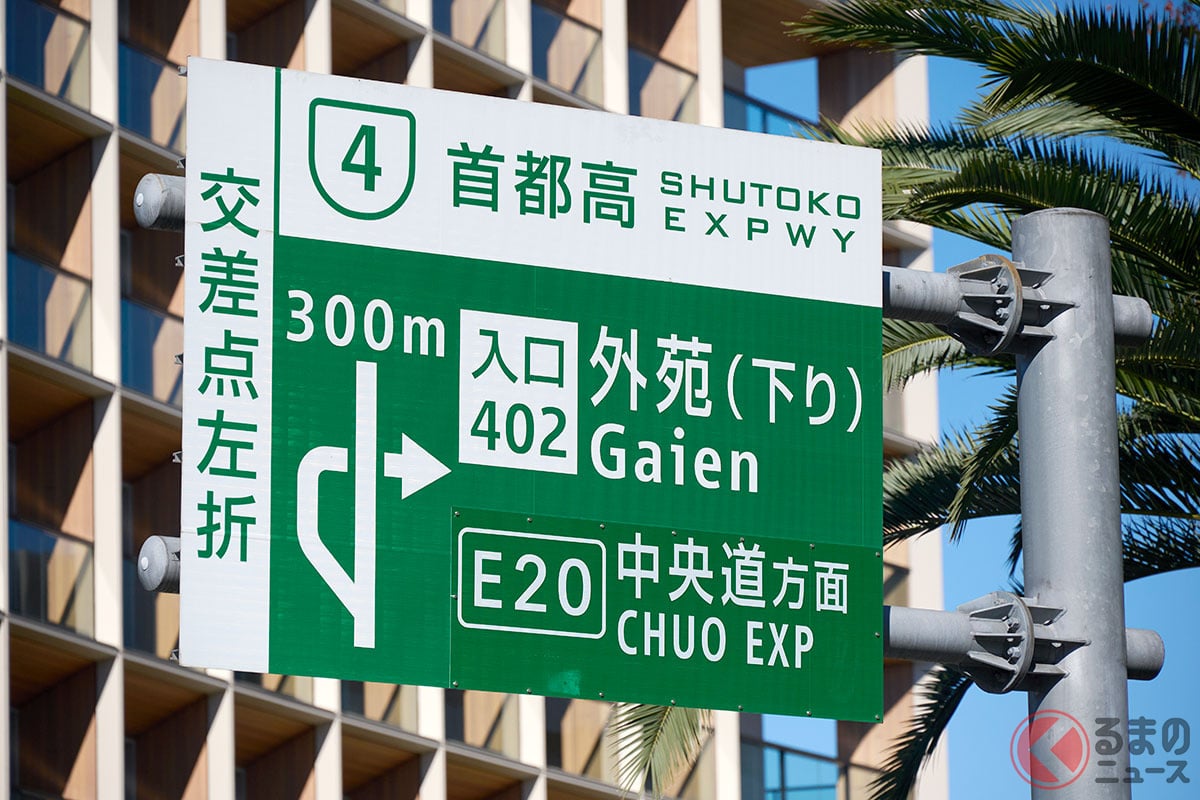 交差点左折
4
首都高
SHUTOKO
EXPWY
300m
入口
402
外苑(下り)
Gaien
E20
中央道方面
CHUO EXP
くるまの
ニュース